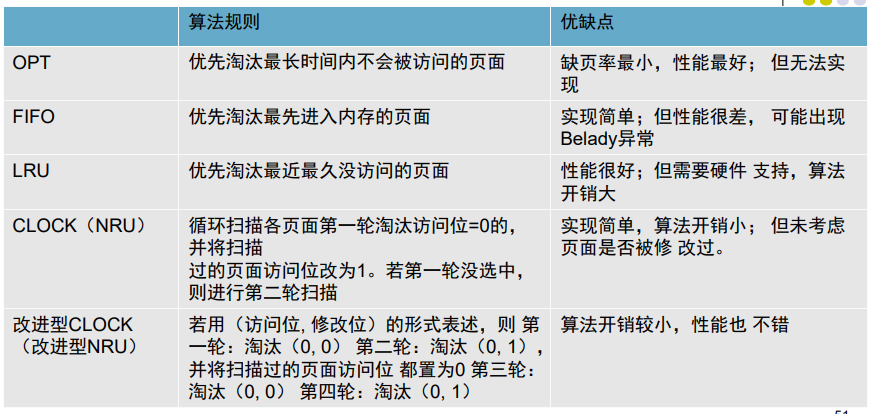 算法规则 优缺点
OPT 优先淘汰最长时间内不会被访问的页面 缺页率最小，性能最好； 但无法实
现
FIFO 优先淘汰最先进入内存的页面 实现简单；但性能很差， 可能出现
Belady异常
LRU 优先淘汰最近最久没访问的页面 性能很好；但需要硬件 支持，算法
开销大
CLOCK（NRU） 循环扫描各页面第一轮淘汰访问位=0的，
并将扫描
过的页面访问位改为1。若第一轮没选中，
则进行第二轮扫描
实现简单，算法开销小； 但未考虑
页面是否被修 改过。
改进型CLOCK
（改进型NRU）
若用（访问位, 修改位）的形式表述，则 第
一轮：淘汰（0, 0） 第二轮：淘汰（0, 1），
并将扫描过的页面访问位 都置为0 第三轮：
淘汰（0, 0） 第四轮：淘汰（0, 1）
算法开销较小，性能也 不错